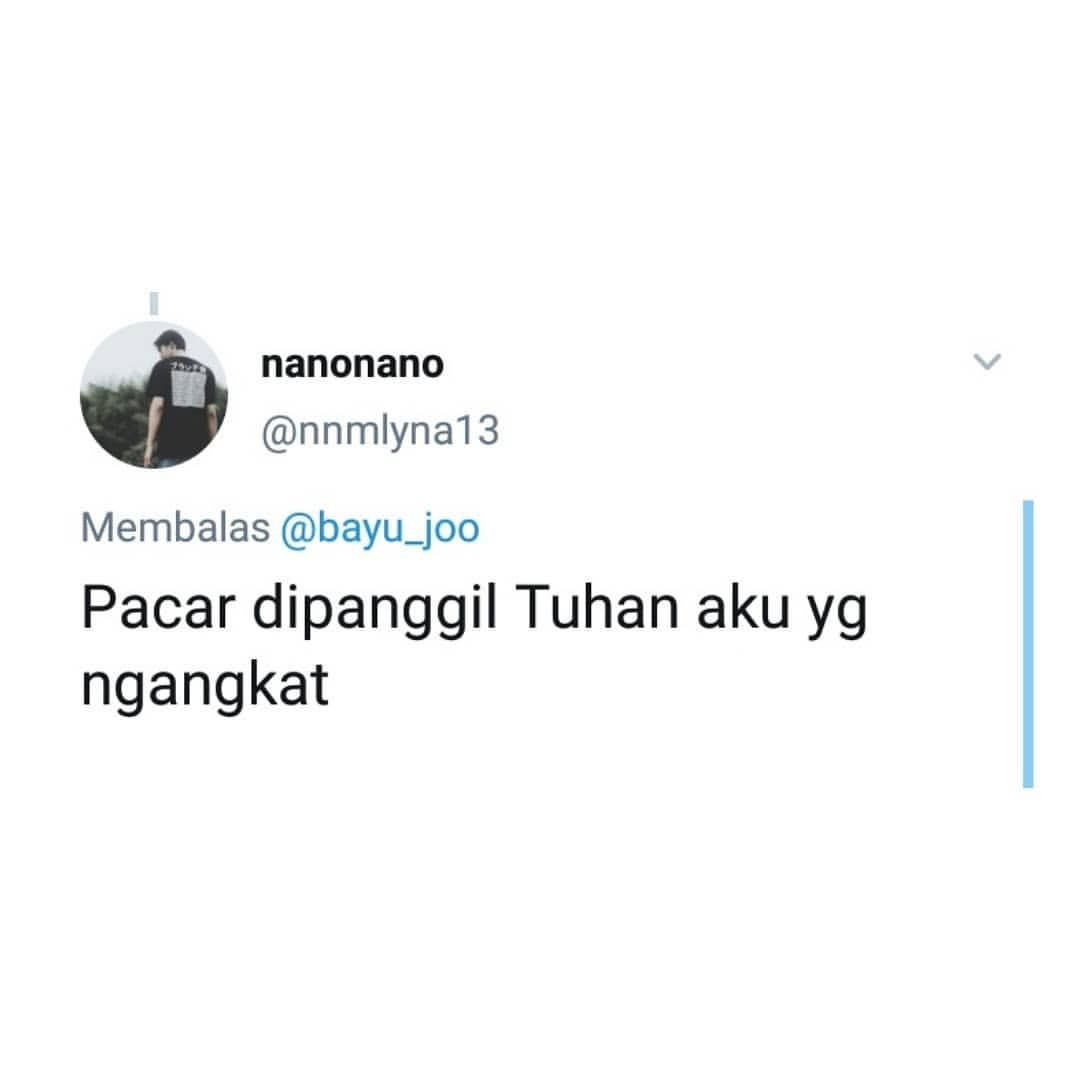 nanonano
@nnmlyna13
Membalas @bayu_joo
Pacar dipanggil Tuhan aku yg
ngangkat